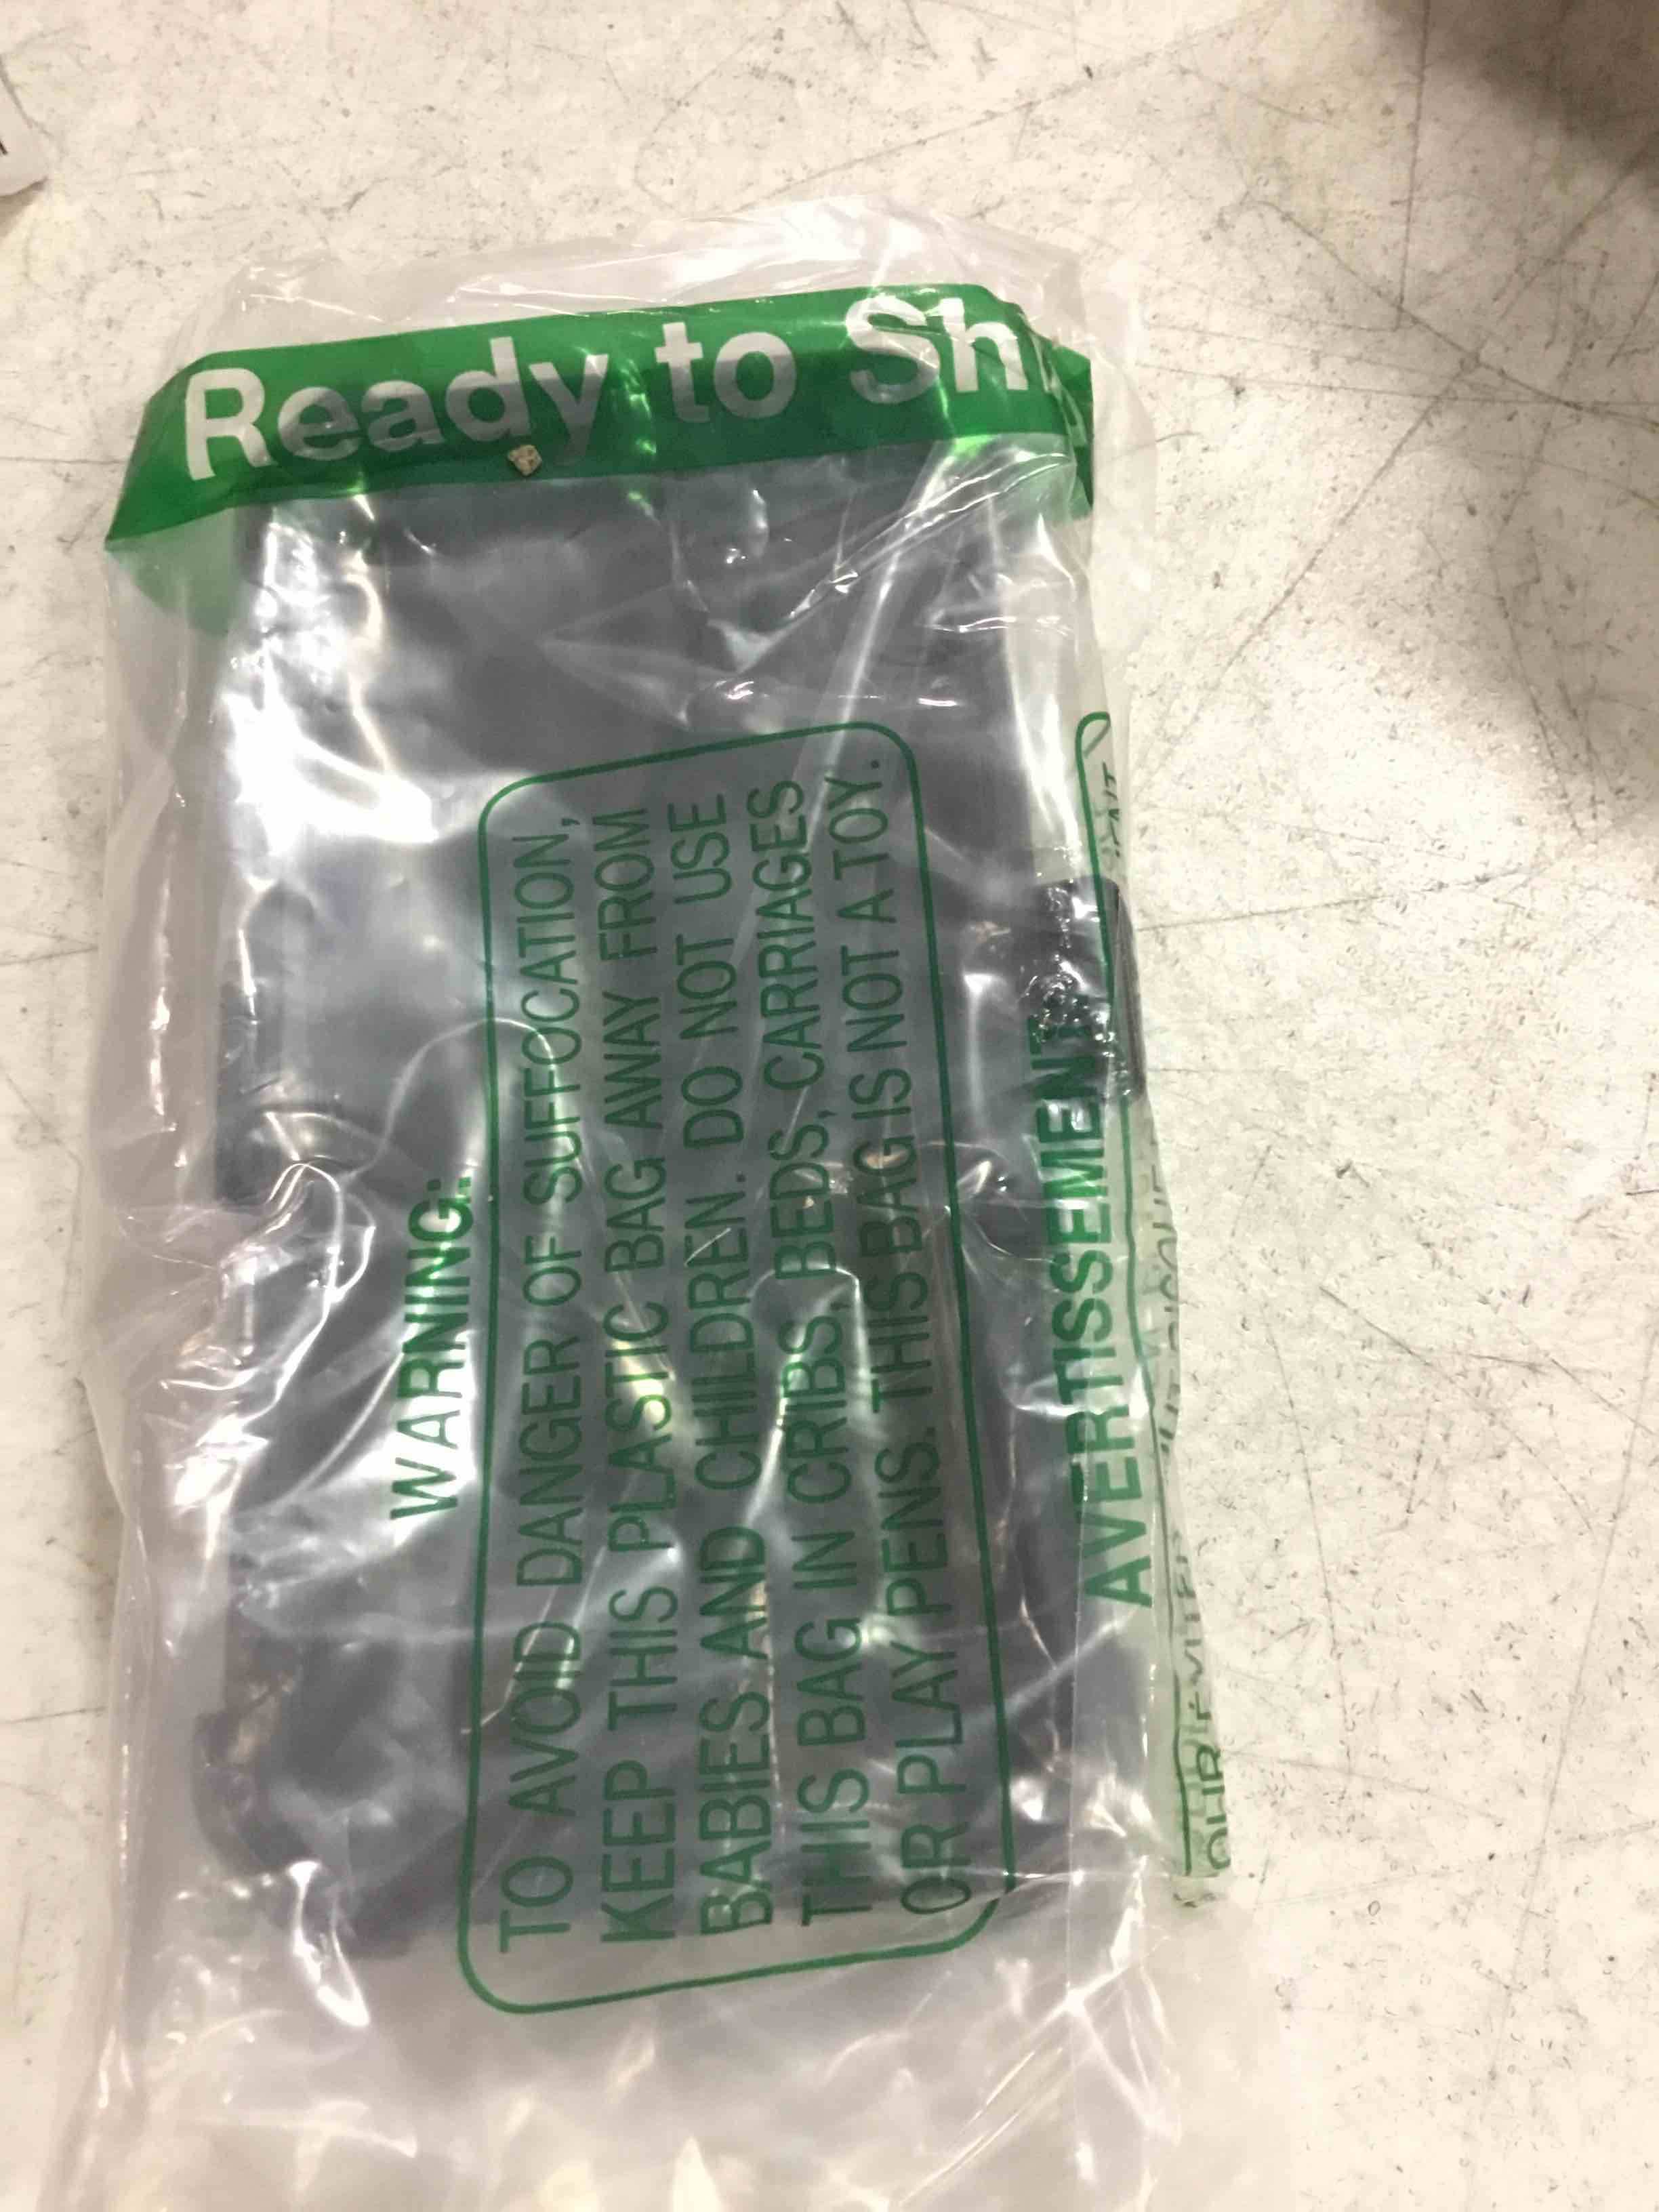 Ready to Sh
WARNING:
TO AVOID DANGER OF SUFFOCATION,
KEEP THIS PLASTIC BAG AWAY FROM
BABIES AND CHILDREN. DO NOT USE
THIS BAG IN CRIBS, BEDS, CARRIAGES
OR PLAY PENS. THIS BAG IS NOT A TOY.
AVERTISSEMENT